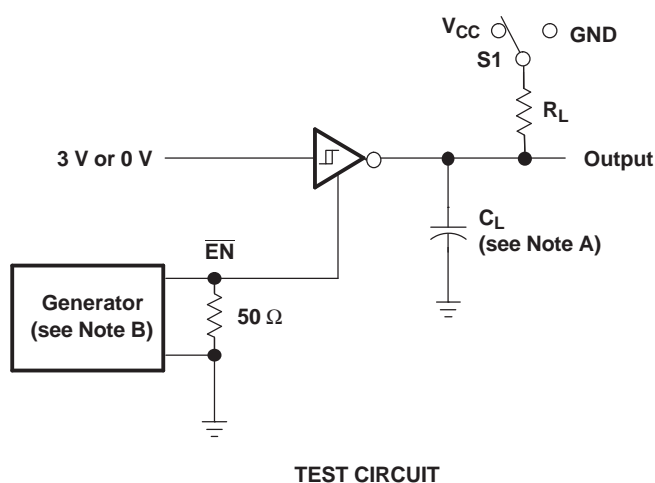 VCC
GND
S1
RL
3 V or 0 V
Output
CL
(see Note A)
EN
Generator
(see Note B)
50 Ω
TEST CIRCUIT